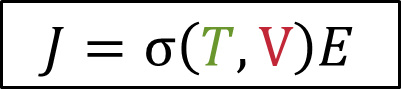 J = σ(T, V)E